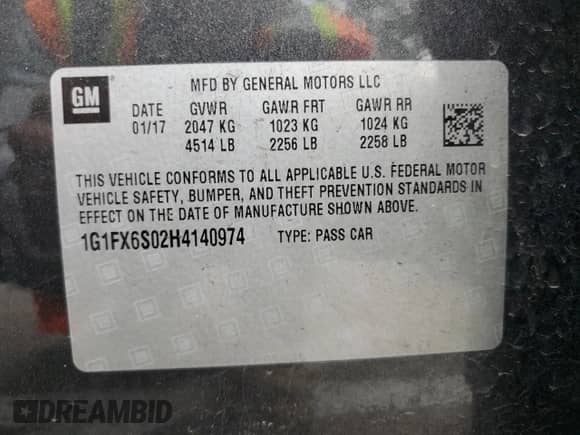 GM
MFD BY GENERAL MOTORS LLC
DATE GVWR GAWR FRT GAWR RR
01/17 2047 KG 1023 KG 1024 KG
4514 LB 2256 LB 2258 LB
THIS VEHICLE CONFORMS TO ALL APPLICABLE U.S. FEDERAL MOTOR
VEHICLE SAFETY, BUMPER, AND THEFT PREVENTION STANDARDS IN
EFFECT ON THE DATE OF MANUFACTURE SHOWN ABOVE.
1G1FX6S02H4140974 TYPE: PASS CAR
DREAMBID